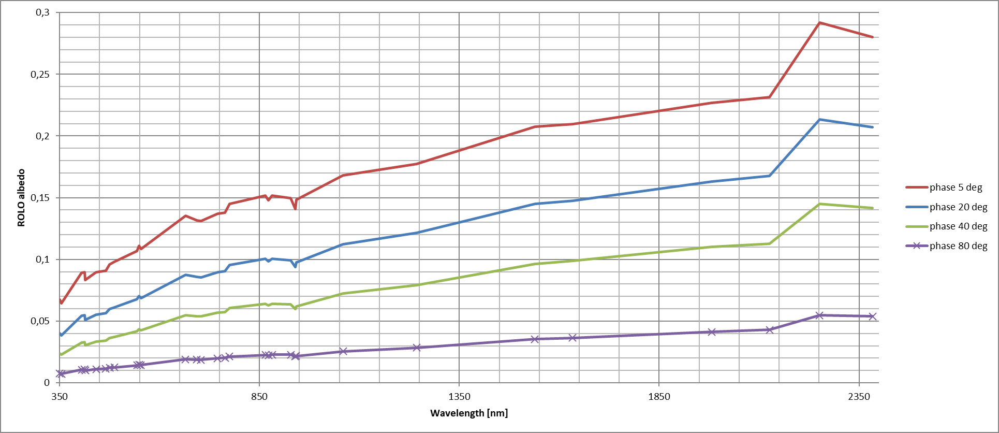 0,3
0,25
0,2
0,15
0,1
0,05
0
ROLO albedo
350 850 1350 1850 2350
Wavelength [nm]
phase 5 deg
phase 20 deg
phase 40 deg
phase 80 deg